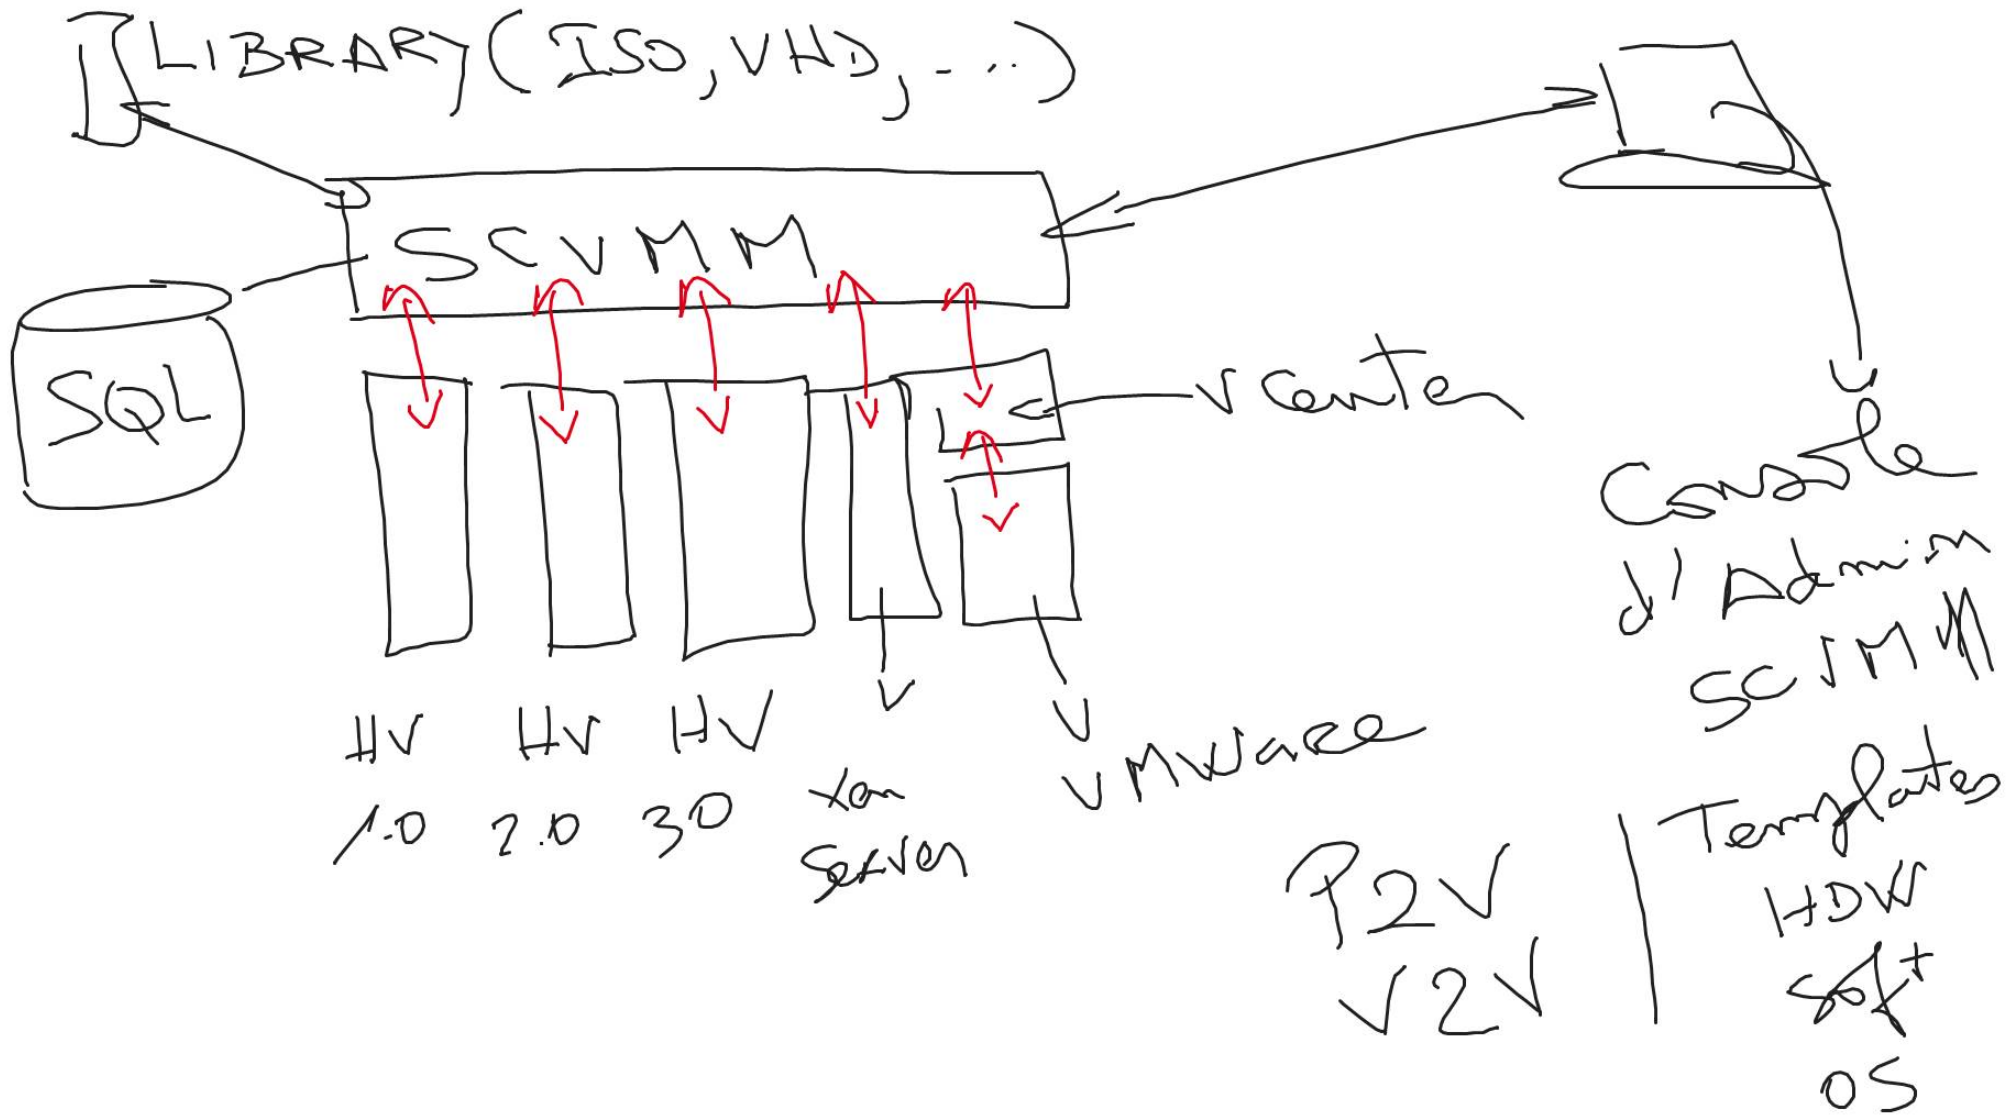 LIBRARY (ISO, VHD, ...)
SCVMM
SQL
vCenter
Console
d'Admin
SCVMM
HV
1.0
HV
2.0
HV
3.0
Xen
Server
VMWare
P2V
V2V
Templates
HDW
Soft
OS